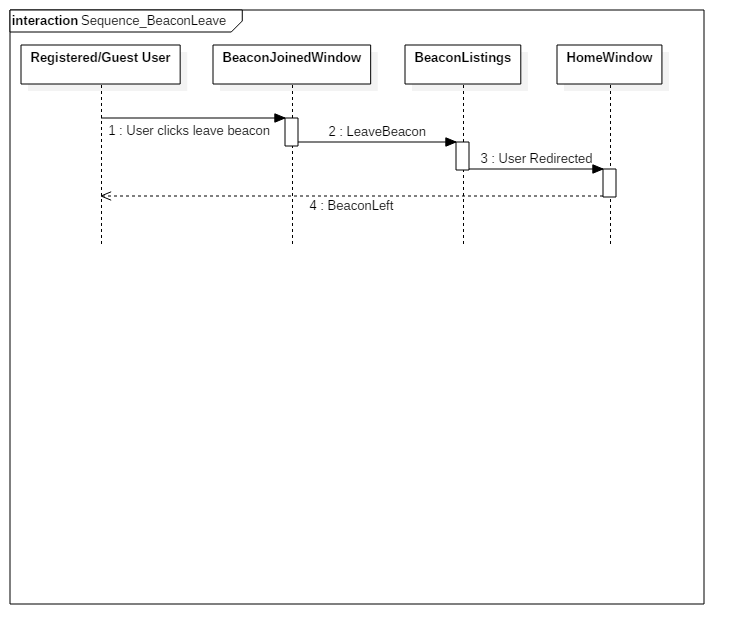 interaction Sequence_BeaconLeave
Registered/Guest User
BeaconJoinedWindow
BeaconListings
HomeWindow
1 : User clicks leave beacon
2 : LeaveBeacon
3 : User Redirected
4 : BeaconLeft